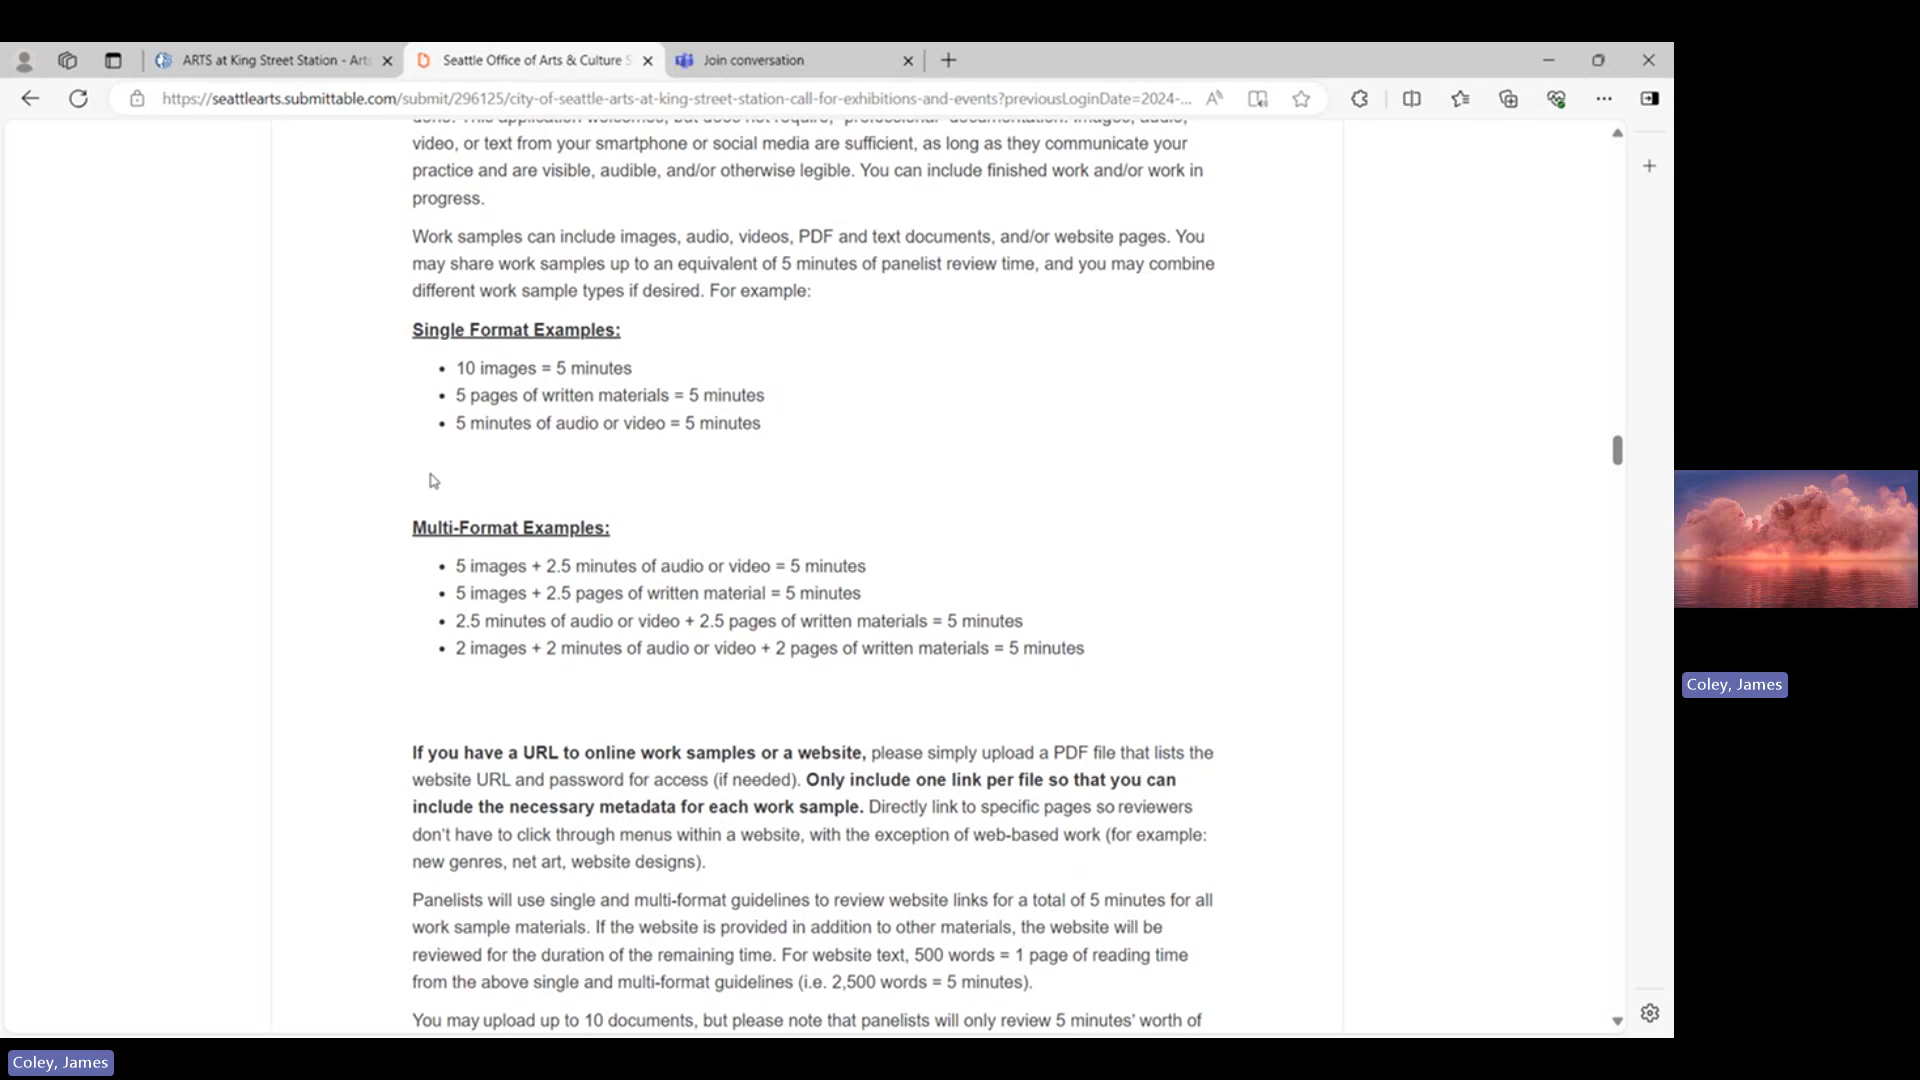 ARTS at King Street Station - Arts
Seattle Office of Arts & Culture S
Join conversation
https://seattlearts.submittable.com/submit/296125/city-of-seattle-arts-at-king-street-station-call-for-exhibitions-and-events?previousLoginDate=2024-...
done. This application welcomes, but does not require, "professional" documentation. Images, audio,
video, or text from your smartphone or social media are sufficient, as long as they communicate your
practice and are visible, audible, and/or otherwise legible. You can include finished work and/or work in
progress.
Work samples can include images, audio, videos, PDF and text documents, and/or website pages. You
may share work samples up to an equivalent of 5 minutes of panelist review time, and you may combine
different work sample types if desired. For example:
Single Format Examples:
• 10 images = 5 minutes
• 5 pages of written materials = 5 minutes
• 5 minutes of audio or video = 5 minutes
Multi-Format Examples:
• 5 images + 2.5 minutes of audio or video = 5 minutes
• 5 images + 2.5 pages of written material = 5 minutes
• 2.5 minutes of audio or video + 2.5 pages of written materials = 5 minutes
• 2 images + 2 minutes of audio or video + 2 pages of written materials = 5 minutes
If you have a URL to online work samples or a website, please simply upload a PDF file that lists the
website URL and password for access (if needed). Only include one link per file so that you can
include the necessary metadata for each work sample. Directly link to specific pages so reviewers
don't have to click through menus within a website, with the exception of web-based work (for example:
new genres, net art, website designs).
Panelists will use single and multi-format guidelines to review website links for a total of 5 minutes for all
work sample materials. If the website is provided in addition to other materials, the website will be
reviewed for the duration of the remaining time. For website text, 500 words = 1 page of reading time
from the above single and multi-format guidelines (i.e. 2,500 words = 5 minutes).
You may upload up to 10 documents, but please note that panelists will only review 5 minutes' worth of
Coley, James
Coley, James